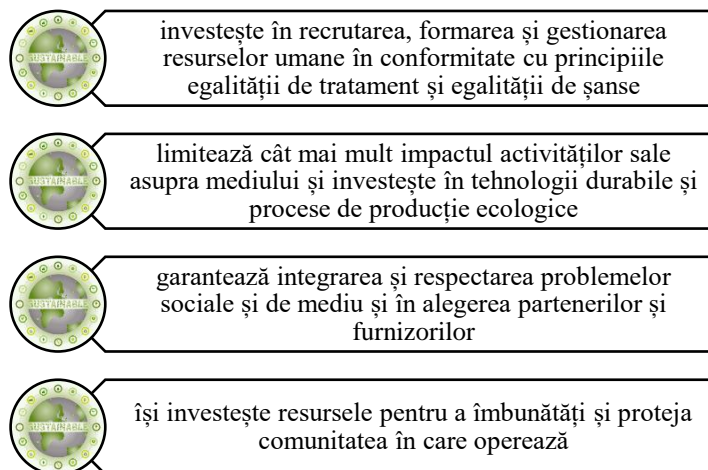 SUSTAINABLE
investește în recrutarea, formarea și gestionarea
resurselor umane în conformitate cu principiile
egalității de tratament și egalității de șanse
SUSTAINABLE
limitează cât mai mult impactul activităților sale
asupra mediului și investește în tehnologii durabile și
procese de producție ecologice
SUSTAINABLE
garantează integrarea și respectarea problemelor
sociale și de mediu și în alegerea partenerilor și
furnizorilor
SUSTAINABLE
își investește resursele pentru a îmbunătăți și proteja
comunitatea în care operează